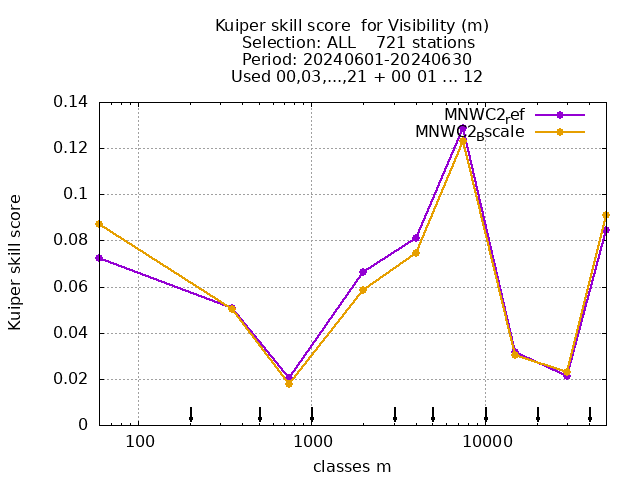 Kuiper skill score  for Visibility (m)
Selection: ALL    721 stations
Period: 20240601-20240630
Used 00,03,...,21 + 00 01 ... 12
MNWC2ref
MNWC2Bscale
0.14
0.12
0.1
0.08
0.06
0.04
0.02
0
Kuiper skill score
100
1000
10000
classes m